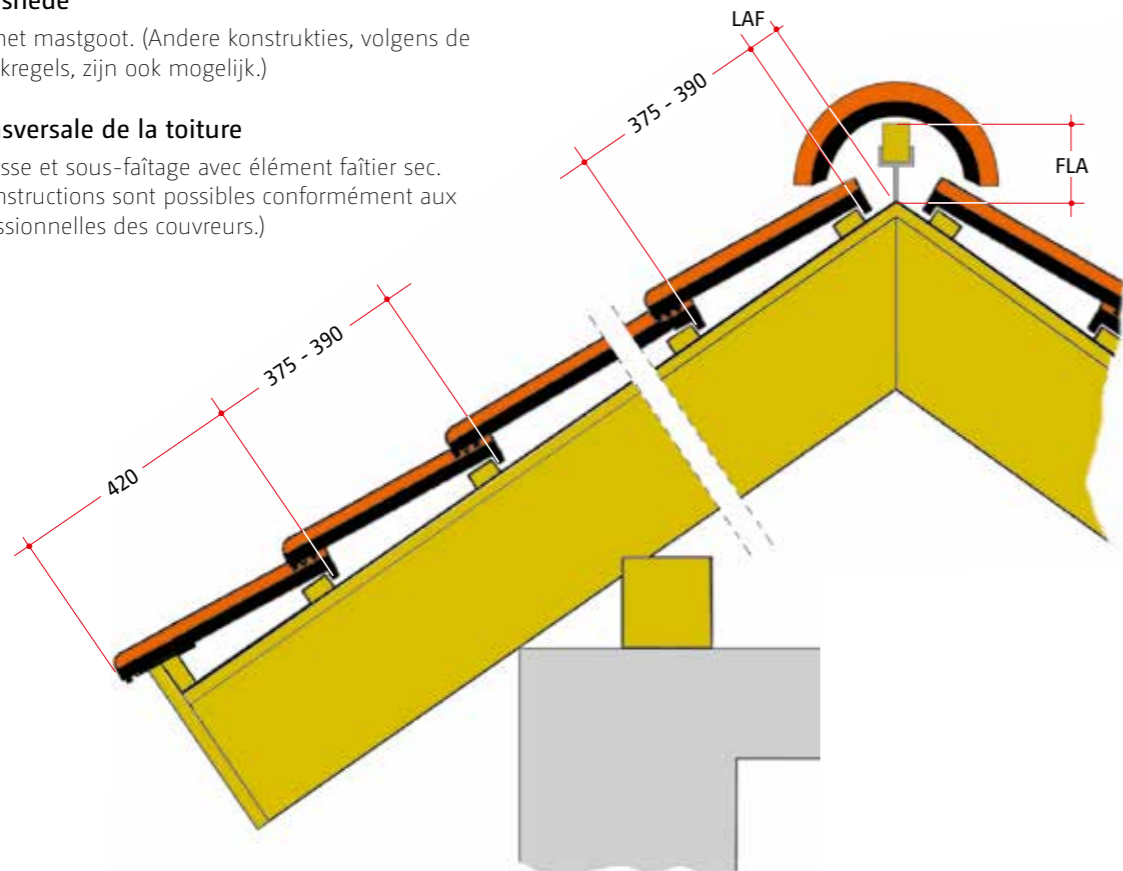 net mastgoot. (Andere konstrukties, volgens de
kregels, zijn ook mogelijk.)
sversale de la toiture
sse et sous-faîtage avec élément faîtier sec.
nstructions sont possibles conformément aux
ssionnelles des couvreurs.)
LAF
375 - 390
FLA
375 - 390
420